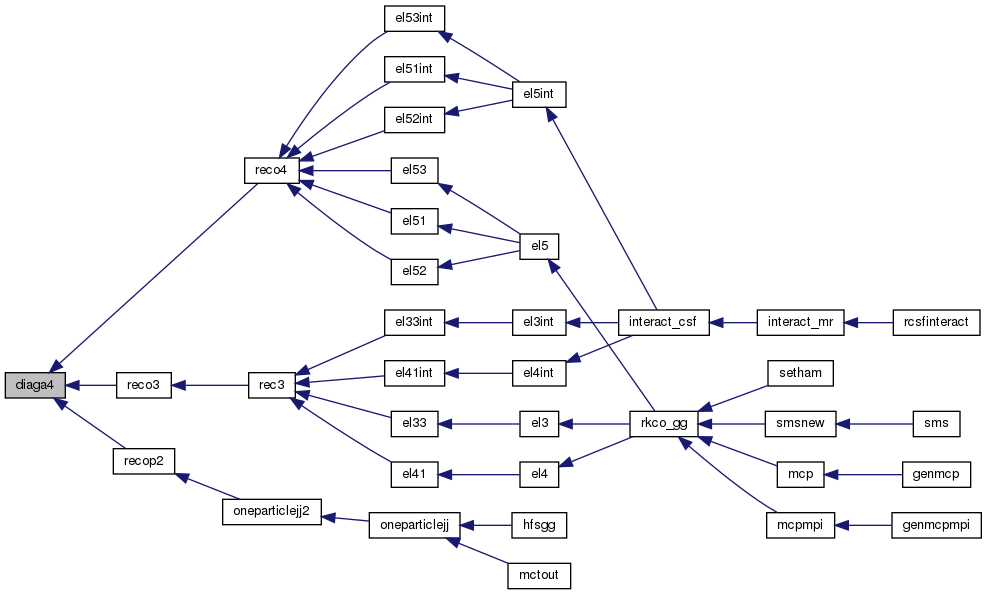 el53int
el51int
el5int
el52int
reco4
el53
el51
el5
el52
el33int
el3int
interact_csf
interact_mr
rcsfinteract
diaga4
reco3
rec3
el41int
el4int
setham
el33
el3
rkco_gg
smsnew
sms
recop2
el41
el4
mcp
genmcp
oneparticlejj2
oneparticlejj
hfsgg
mcpmpi
genmcpmpi
mctout